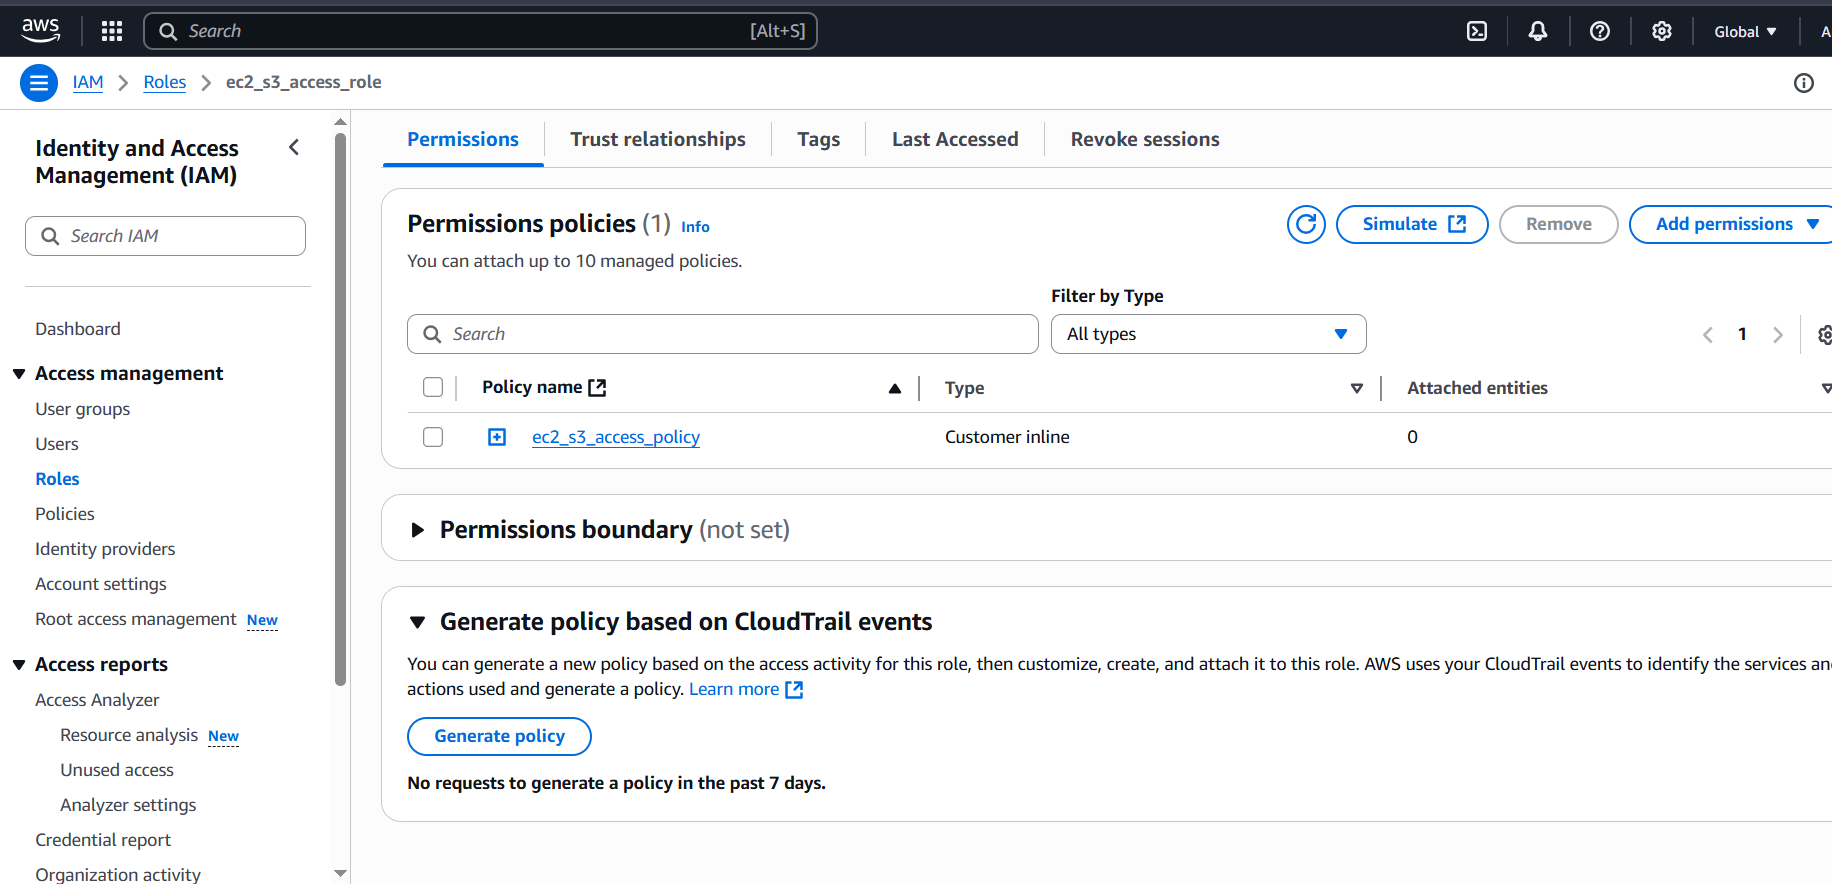 aws
Search [Alt+S]
Global
A
IAM
Roles
ec2_s3_access_role
Identity and Access
Management (IAM)
Search IAM
Dashboard
Access management
User groups
Users
Roles
Policies
Identity providers
Account settings
Root access management New
Access reports
Access Analyzer
Resource analysis New
Unused access
Analyzer settings
Credential report
Organization activity
Permissions
Trust relationships
Tags
Last Accessed
Revoke sessions
Permissions policies (1) Info
Simulate
Remove
Add permissions
You can attach up to 10 managed policies.
Filter by Type
Search
All types
1
Policy name
Type
Attached entities
ec2_s3_access_policy
Customer inline
0
Permissions boundary (not set)
Generate policy based on CloudTrail events
You can generate a new policy based on the access activity for this role, then customize, create, and attach it to this role. AWS uses your CloudTrail events to identify the services
actions used and generate a policy. Learn more
Generate policy
No requests to generate a policy in the past 7 days.